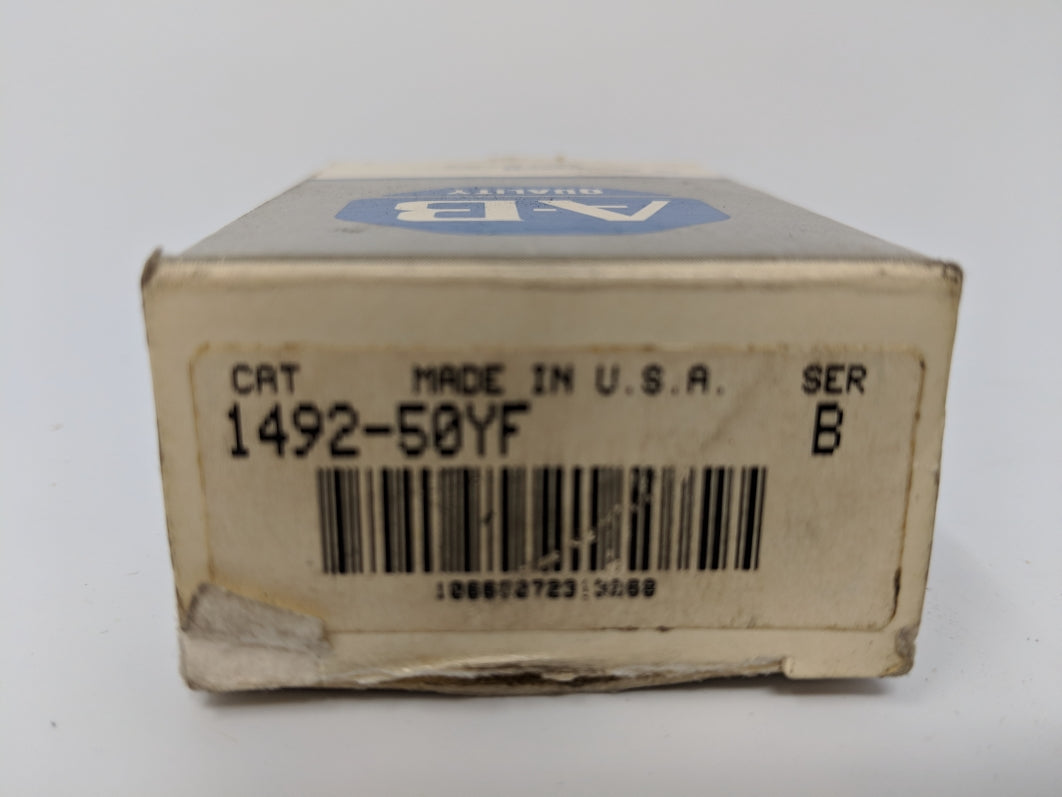 A-B
QUALITY
CAT MADE IN U.S.A. SER
1492-50YF B